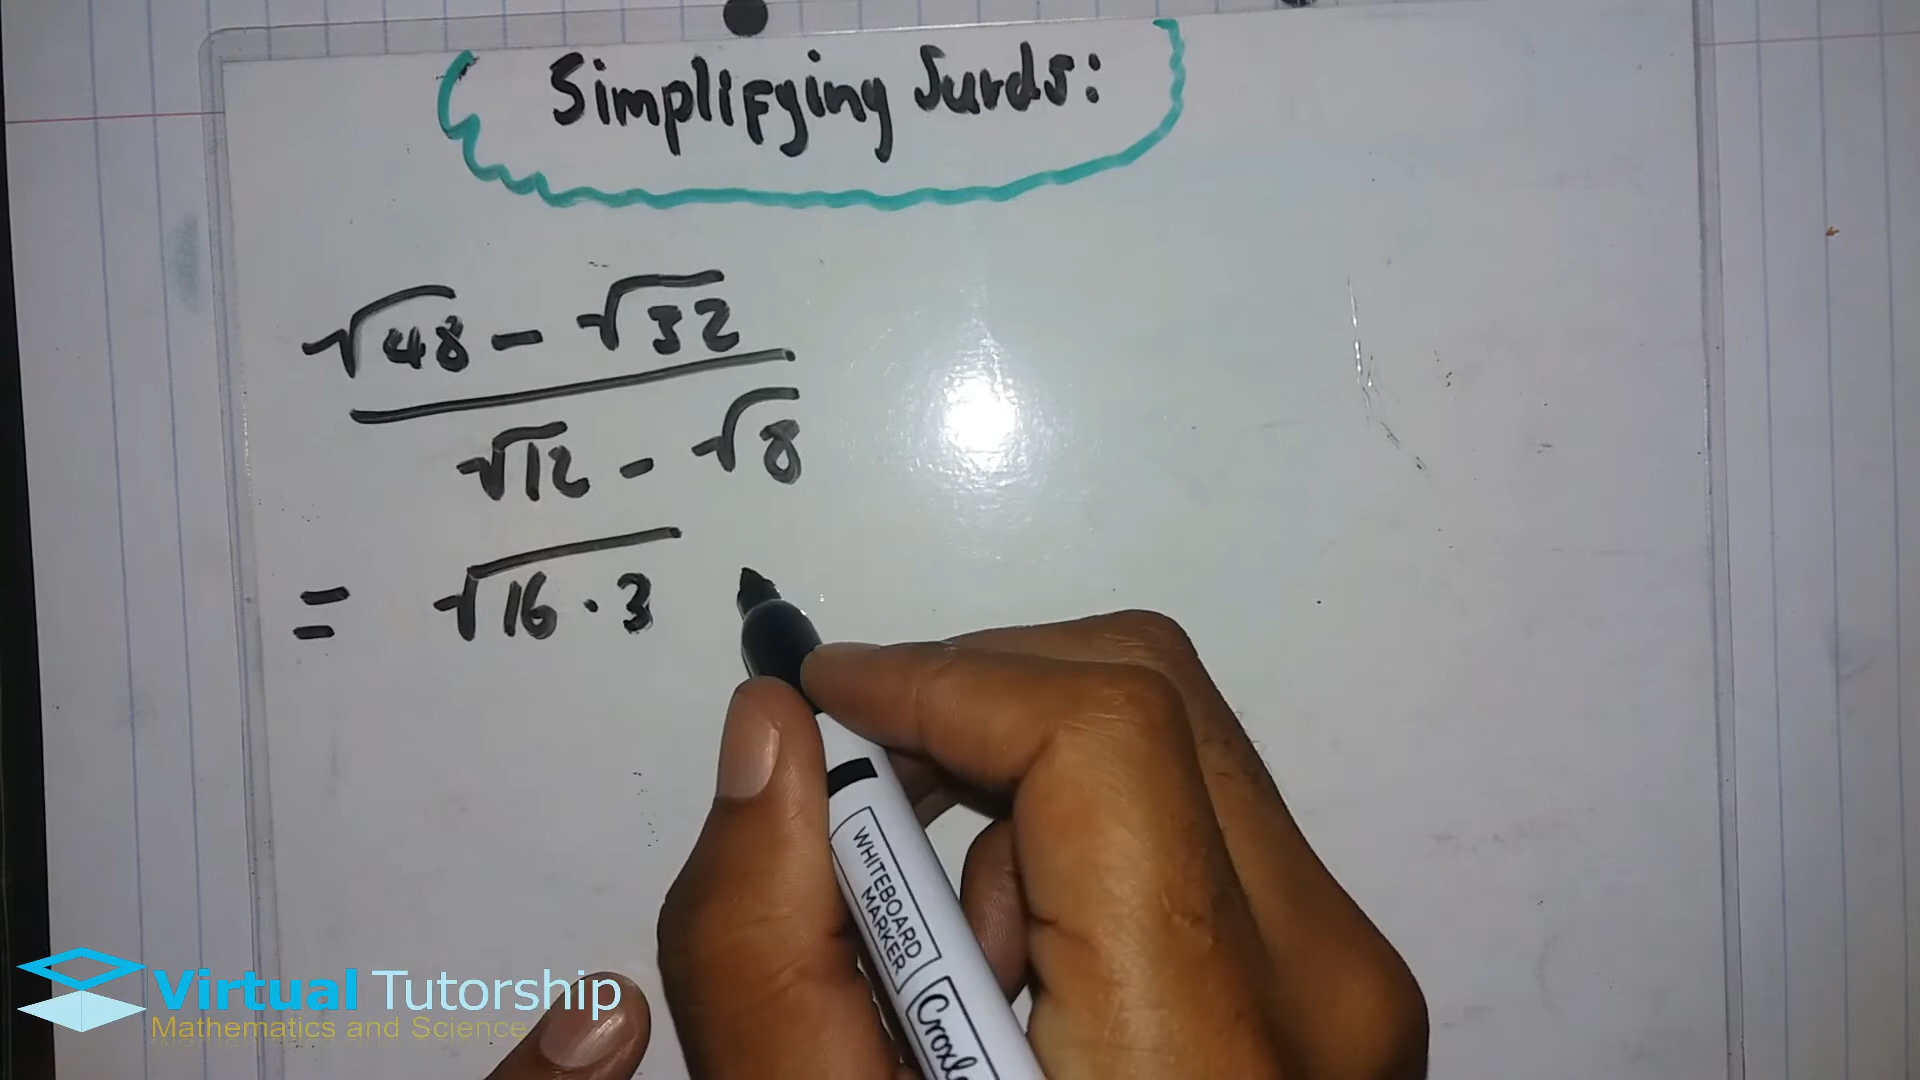 Simplifying Surds:
√48 - √32
√12 - √8
= √16 · 3
WHITEBOARD
MARKER
Virtual Tutorship
Mathematics and Science